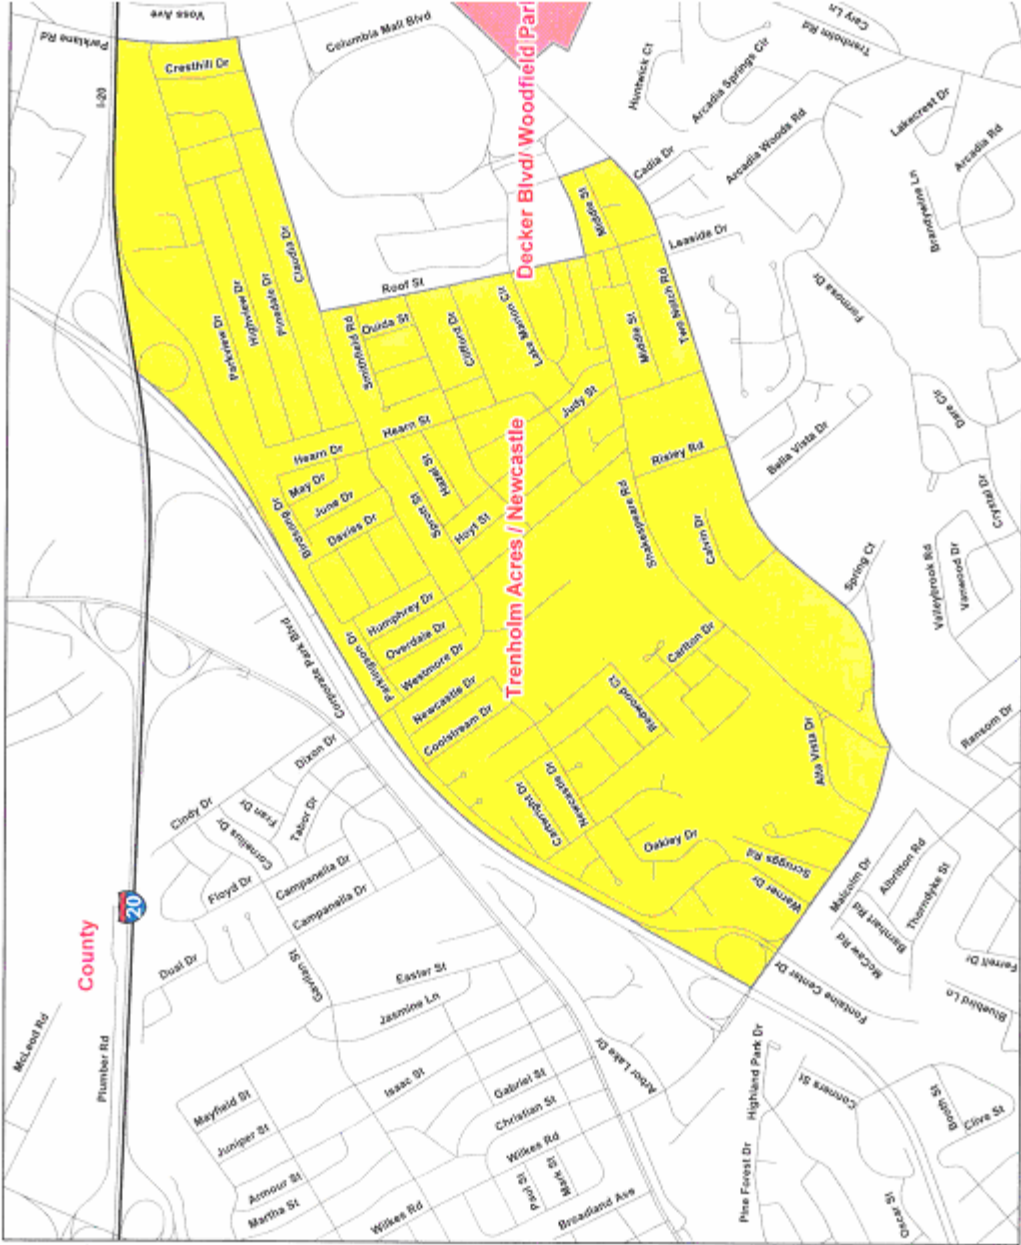 Voss Ave
Parklane Rd
Columbia Mall Blvd
Cary Ln
Trenholm Rd
Cresthill Dr
Huntwick Ct
Arcadia Springs Cir
I-20
Decker Blvd/ Woodfield Par
Lakecrest Dr
Arcadia Woods Rd
Arcadia Rd
Cadia Dr
Brandywine Ln
Middle St
Leaside Dr
Claudia Dr
Roof St
Formosa Dr
Pinedale Dr
Highview Dr
Parkview Dr
Smithfield Rd
Ouida St
Clifford Dr
Lake Marion Cir
Middle St
Two Notch Rd
Judy St
Dare Cir
Hearn St
Hearn Dr
Risley Rd
Bella Vista Dr
May Dr
June Dr
Davies Dr
Birdsong Dr
Hazel St
Sprott St
Hoyt St
Trenholm Acres / Newcastle
Shakespeare Rd
Calvin Dr
Crystal Dr
Spring Ct
Valleybrook Rd
Vanwood Dr
Humphrey Dr
Overdale Dr
Westmore Dr
Parkingson Dr
Corporate Park Blvd
Newcastle Dr
Coolstream Dr
Carlton Dr
Redwood Ct
Alta Vista Dr
Ransom Dr
Dixon Dr
Cindy Dr
Fran Dr
Tabor Dr
Cornelius Dr
Cartwright Dr
Newcastle Dr
Oakley Dr
Scruggs Rd
Warner Dr
Malcolm Dr
Albritton Rd
Barnhart Rd
Thorndyke St
McCaw Rd
Floyd Dr
Campanella Dr
Campanella Dr
20
County
Dual Dr
Gavilan St
Easter St
Jasmine Ln
Fontaine Center Dr
Ferrell Dr
Bluebird Ln
McLeod Rd
Plumber Rd
Arbor Lake Dr
Highland Park Dr
Isaac St
Gabriel St
Christian St
Conners St
Booth St
Clive St
Mayfield St
Juniper St
Wilkes Rd
Paul St
Mark St
Pine Forest Dr
Armour St
Martha St
Wilkes Rd
Broadland Ave
Oscar St